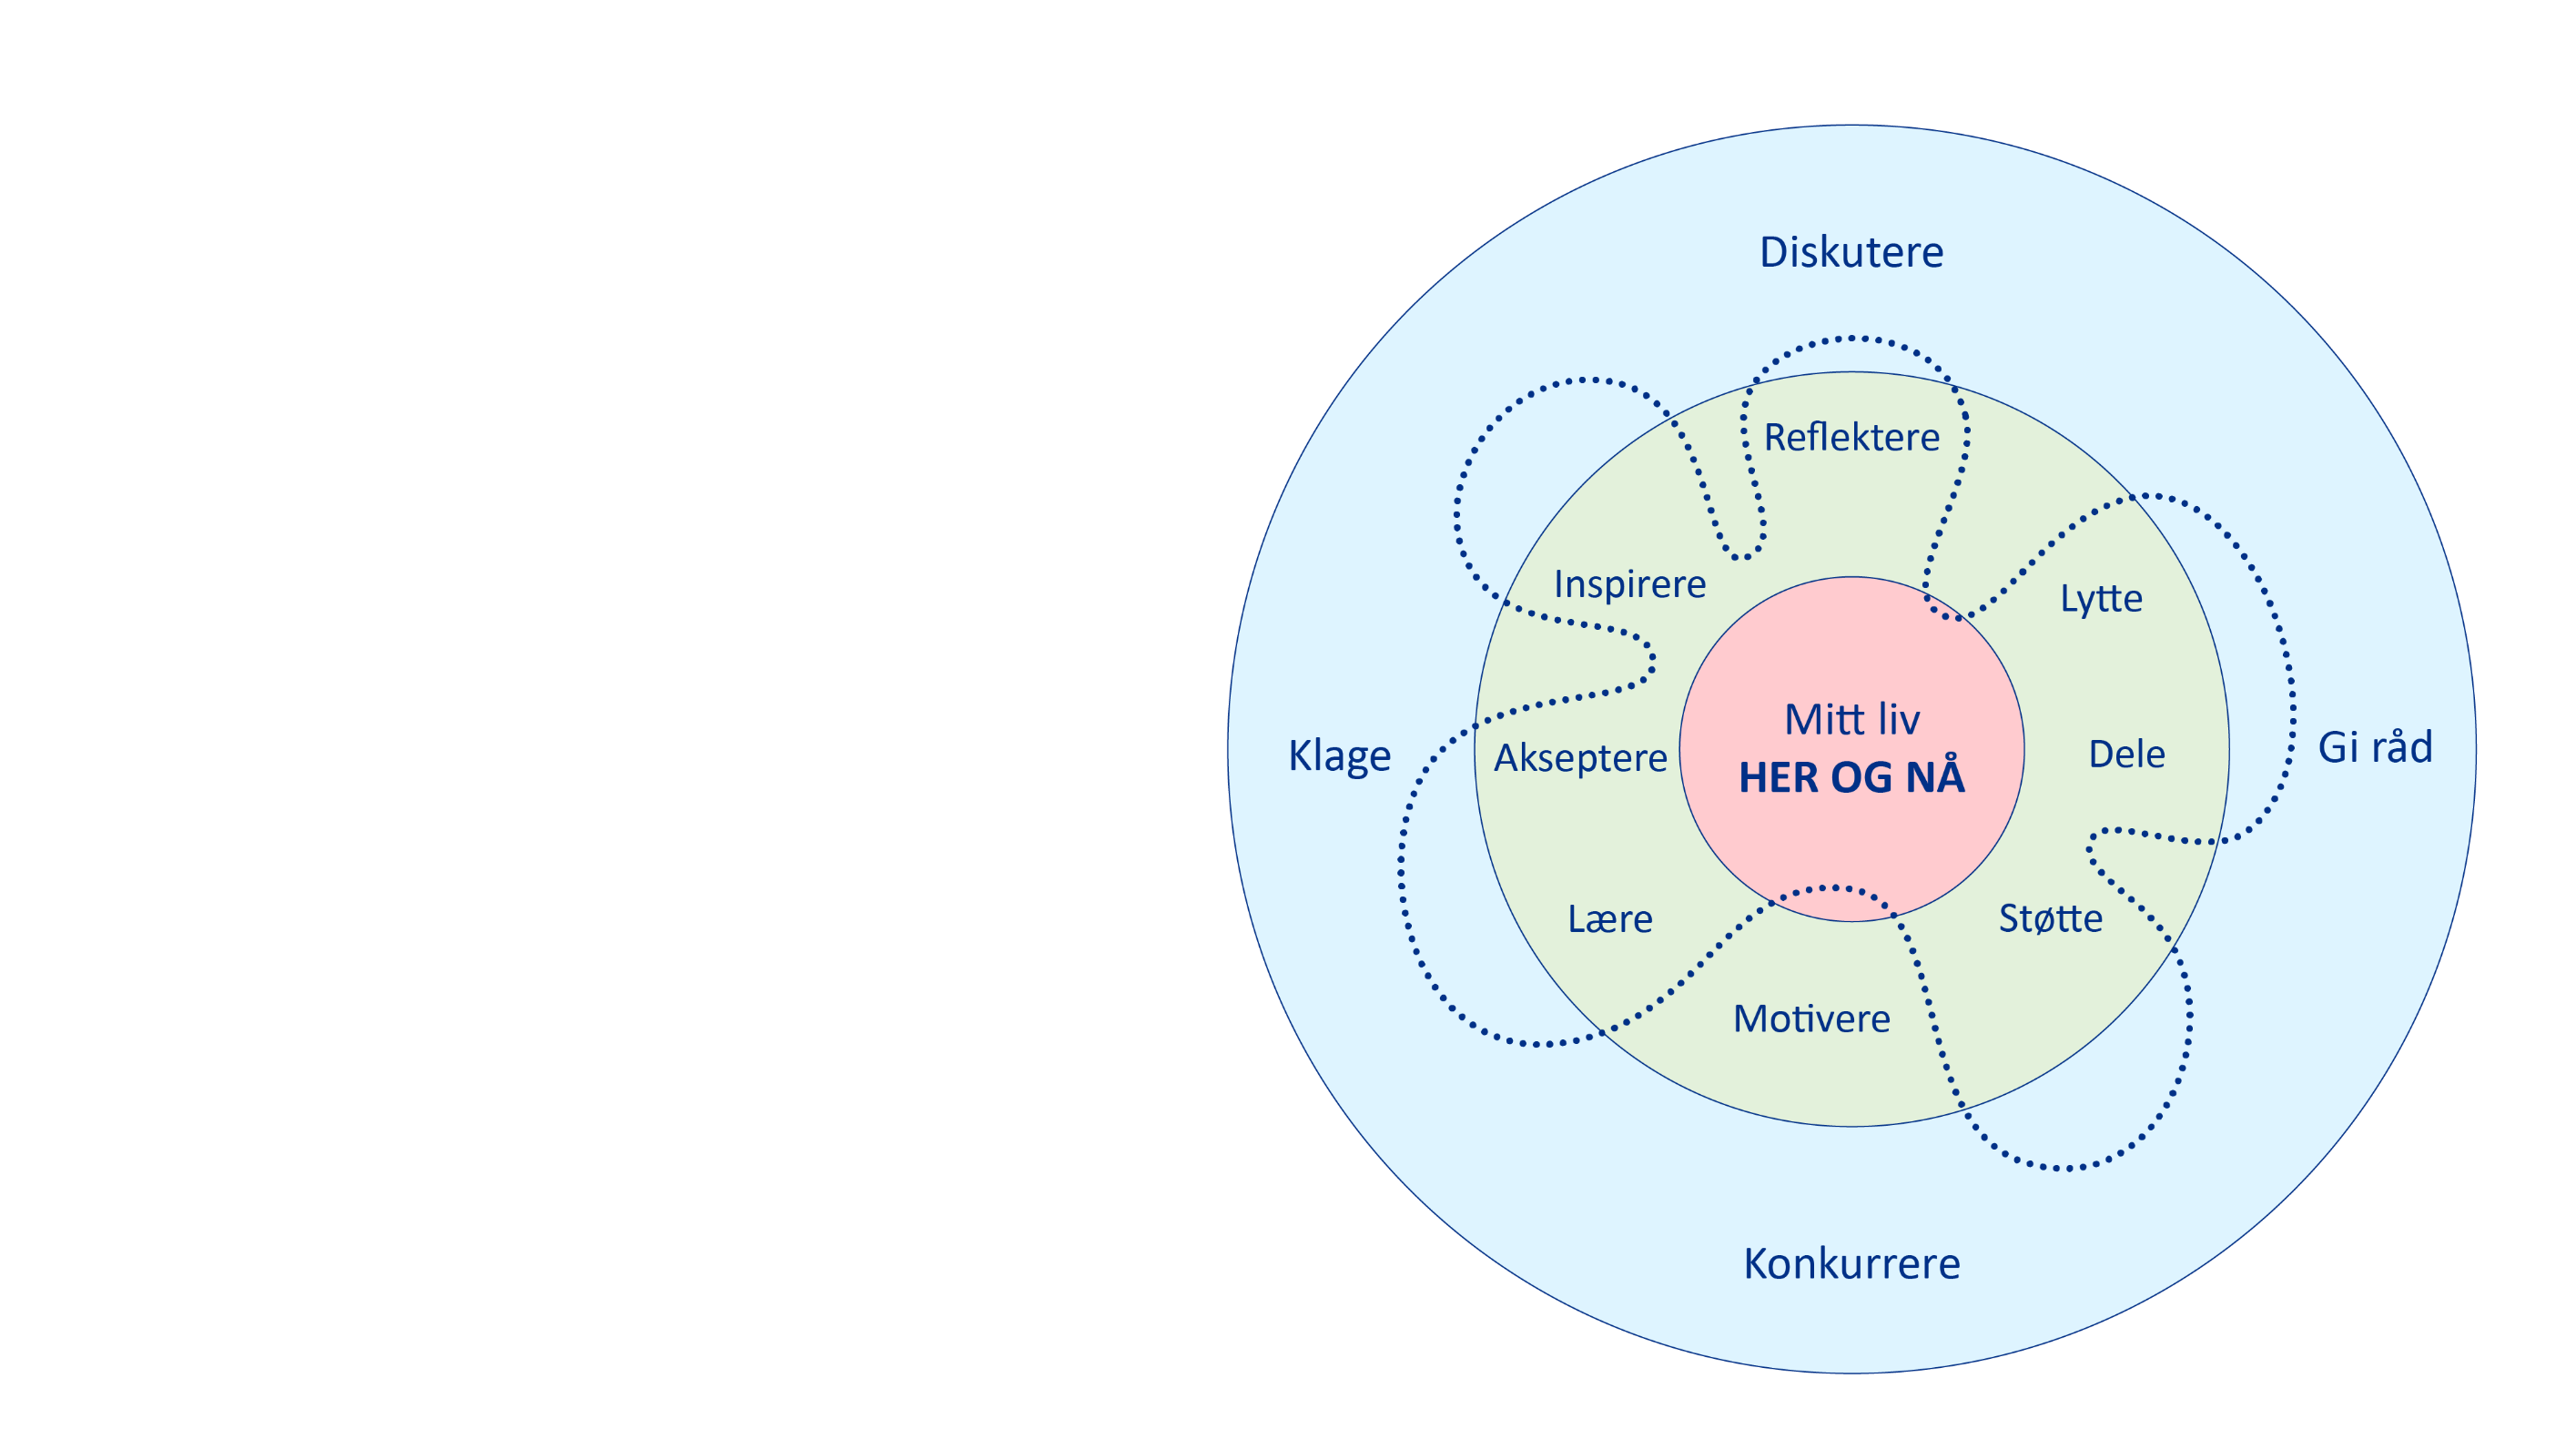 Diskutere
Reflektere
Inspirere
Lytte
Mitt liv
HER OG NÅ
Klage
Akseptere
Dele
Gi råd
Lære
Støtte
Motivere
Konkurrere